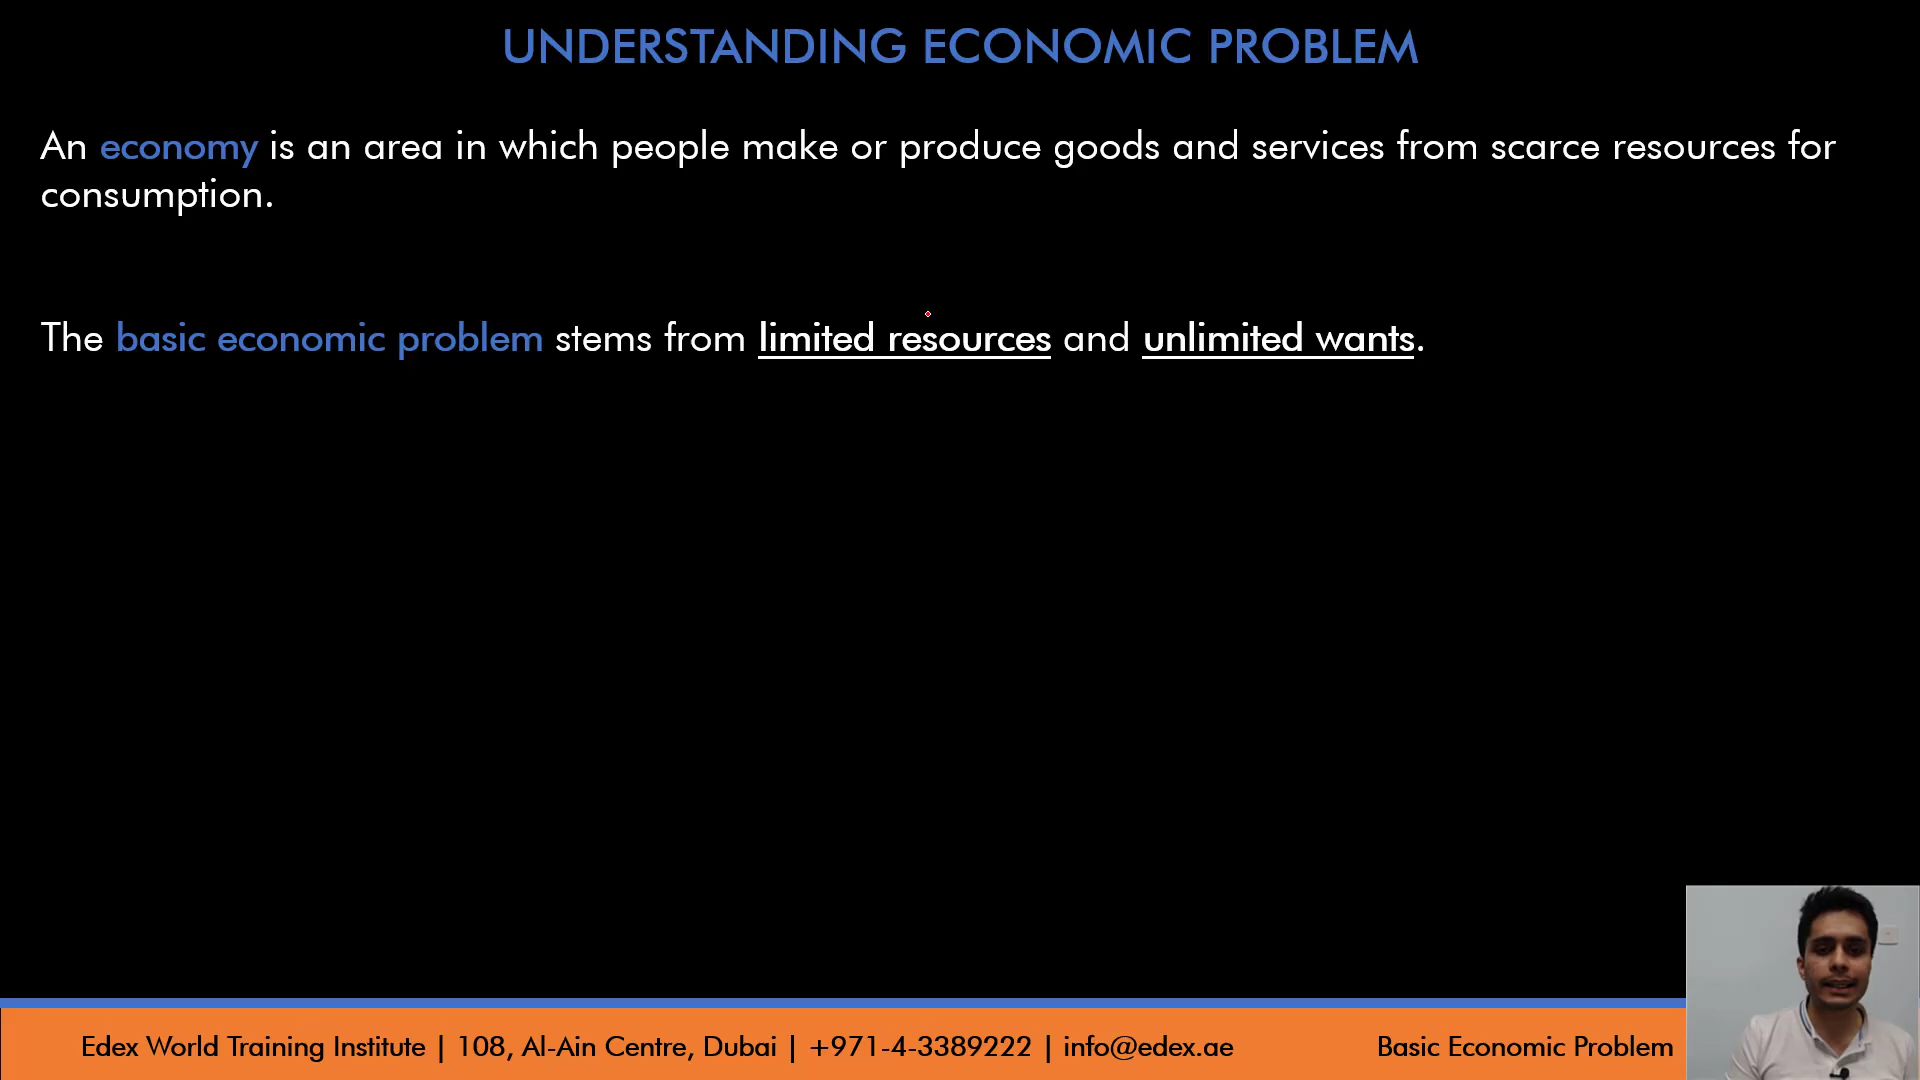 UNDERSTANDING ECONOMIC PROBLEM
An economy is an area in which people make or produce goods and services from scarce resources for
consumption.
The basic economic problem stems from limited resources and unlimited wants.
Edex World Training Institute | 108, Al-Ain Centre, Dubai | +971-4-3389222 | info@edex.ae
Basic Economic Problem